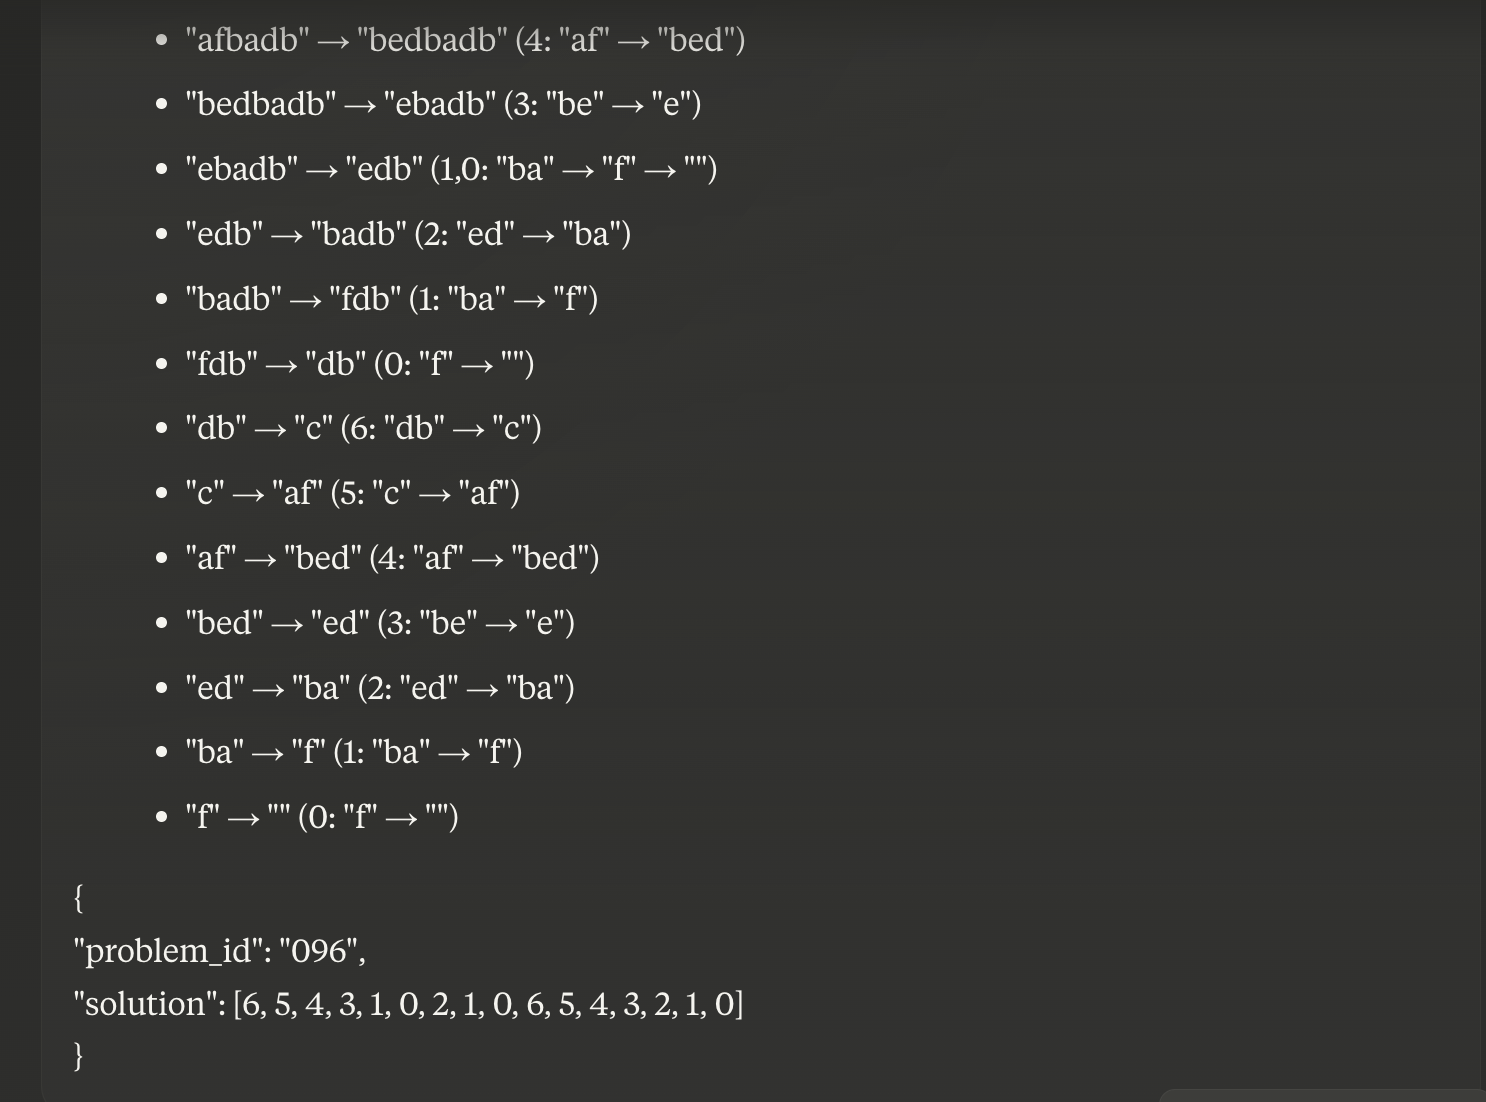 • "afbadb" → "bedbadb" (4: "af" → "bed")
• "bedbadb" → "ebadb" (3: "be" → "e")
• "ebadb" → "edb" (1,0: "ba" → "f" → "")
• "edb" → "badb" (2: "ed" → "ba")
• "badb" → "fdb" (1: "ba" → "f")
• "fdb" → "db" (0: "f" → "")
• "db" → "c" (6: "db" → "c")
• "c" → "af" (5: "c" → "af")
• "af" → "bed" (4: "af" → "bed")
• "bed" → "ed" (3: "be" → "e")
• "ed" → "ba" (2: "ed" → "ba")
• "ba" → "f" (1: "ba" → "f")
• "f" → "" (0: "f" → "")
{
"problem_id": "096",
"solution": [6, 5, 4, 3, 1, 0, 2, 1, 0, 6, 5, 4, 3, 2, 1, 0]
}